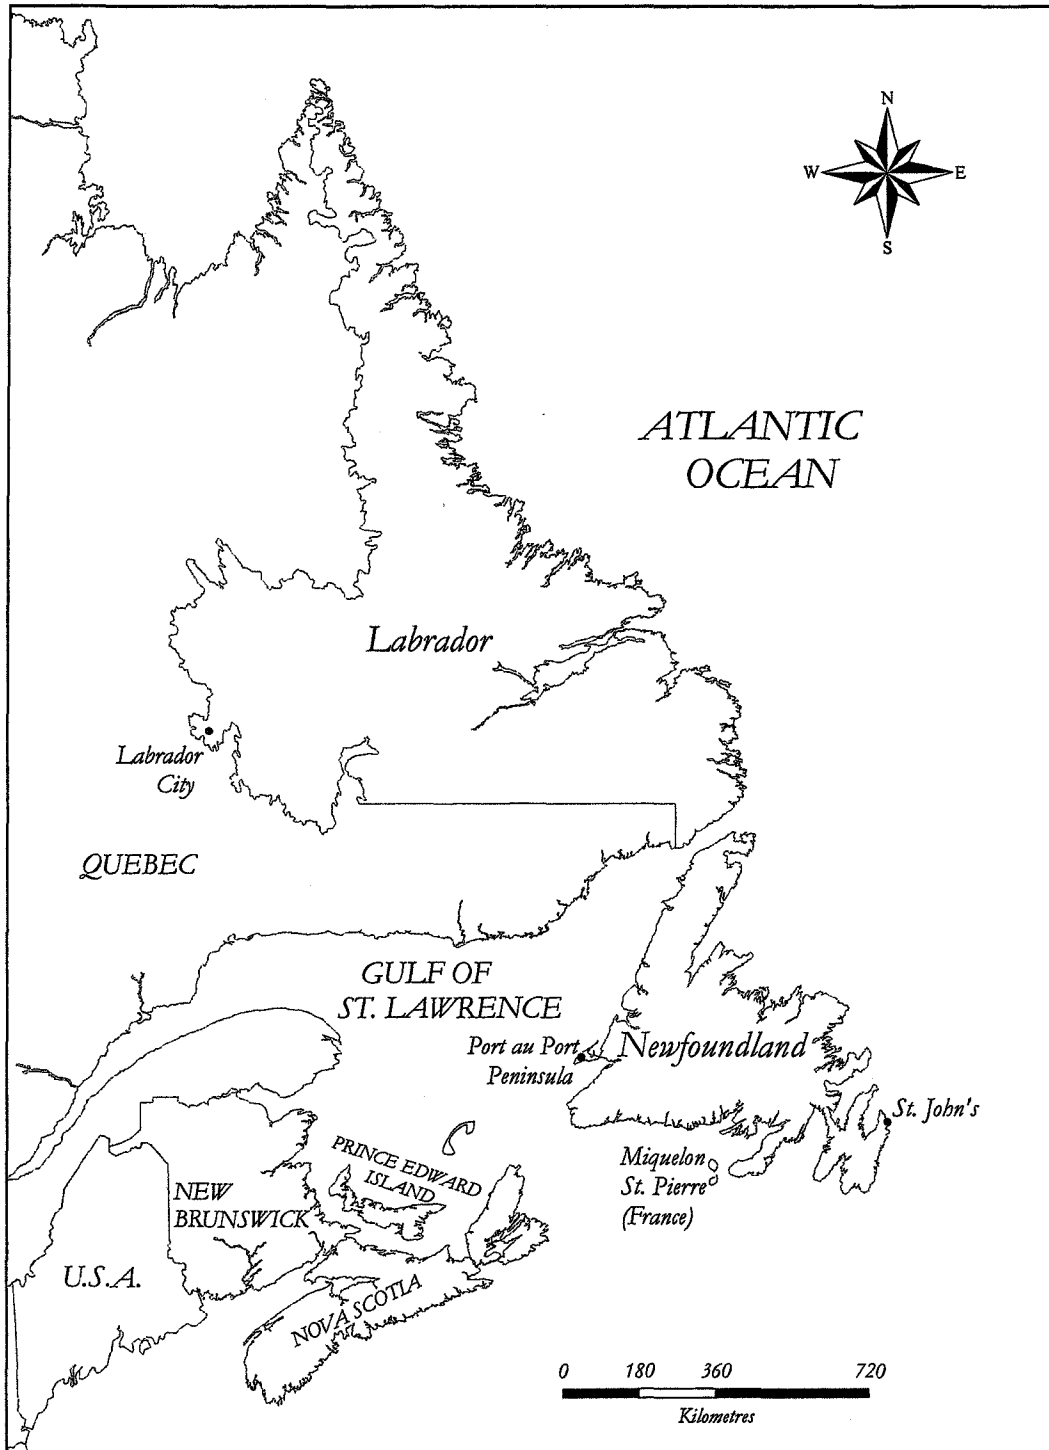 N
W E
S
ATLANTIC
OCEAN
Labrador
Labrador
City
QUEBEC
GULF OF
ST. LAWRENCE
Port au Port
Peninsula
Newfoundland
St. John's
PRINCE EDWARD
ISLAND
Miquelon
St. Pierre
(France)
NEW
BRUNSWICK
U.S.A.
NOVA SCOTIA
0 180 360 720
Kilometres